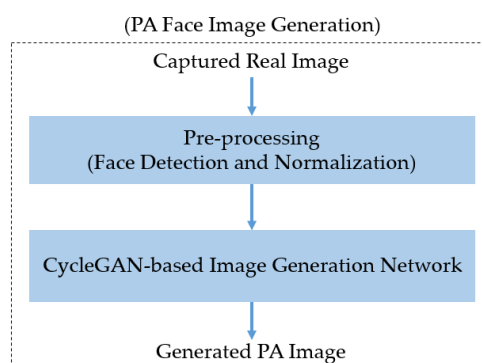 (PA Face Image Generation)
Captured Real Image
Pre-processing
(Face Detection and Normalization)
CycleGAN-based Image Generation Network
Generated PA Image